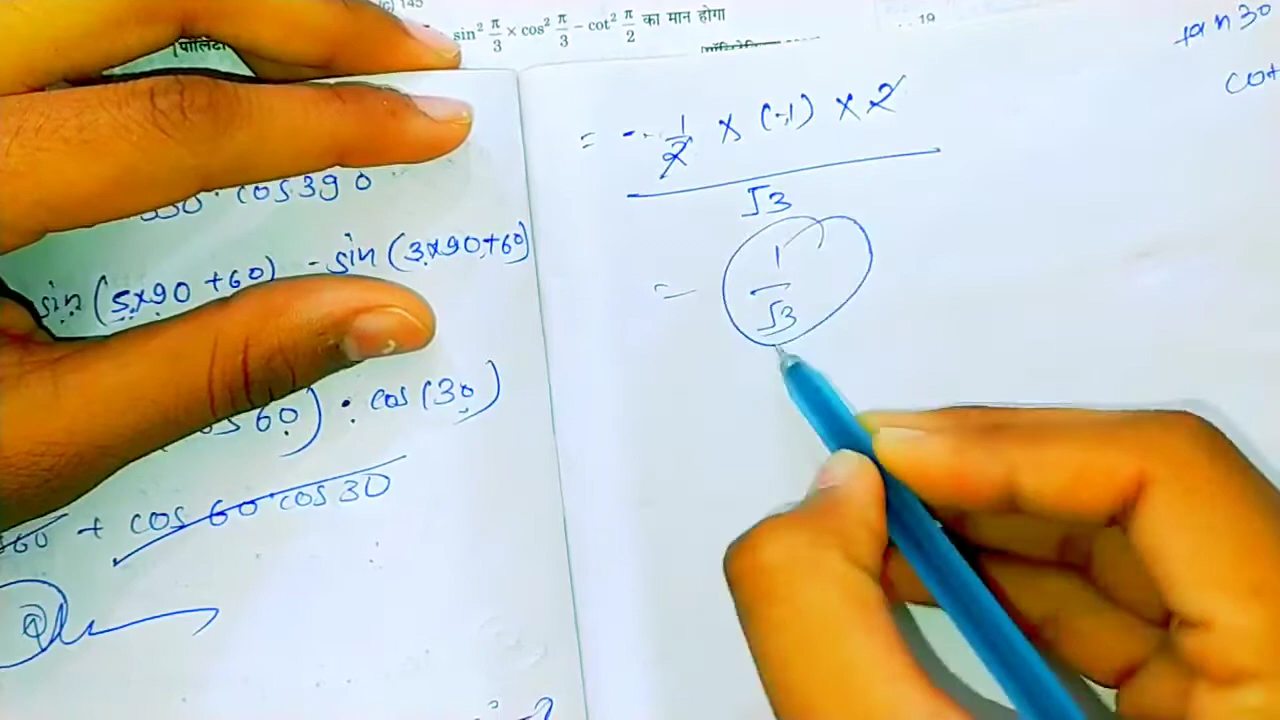 145
sin² π/3 × cos² π/3 − cot² π/2 का मान होगा
19
tan 30
cot
= - 1/2 × (-1) × 2
√3
= 1/√3
cos 390
sin (5×90 +60) - sin (3×90+60)
60) · cos (30)
+ cos 60 cos 30